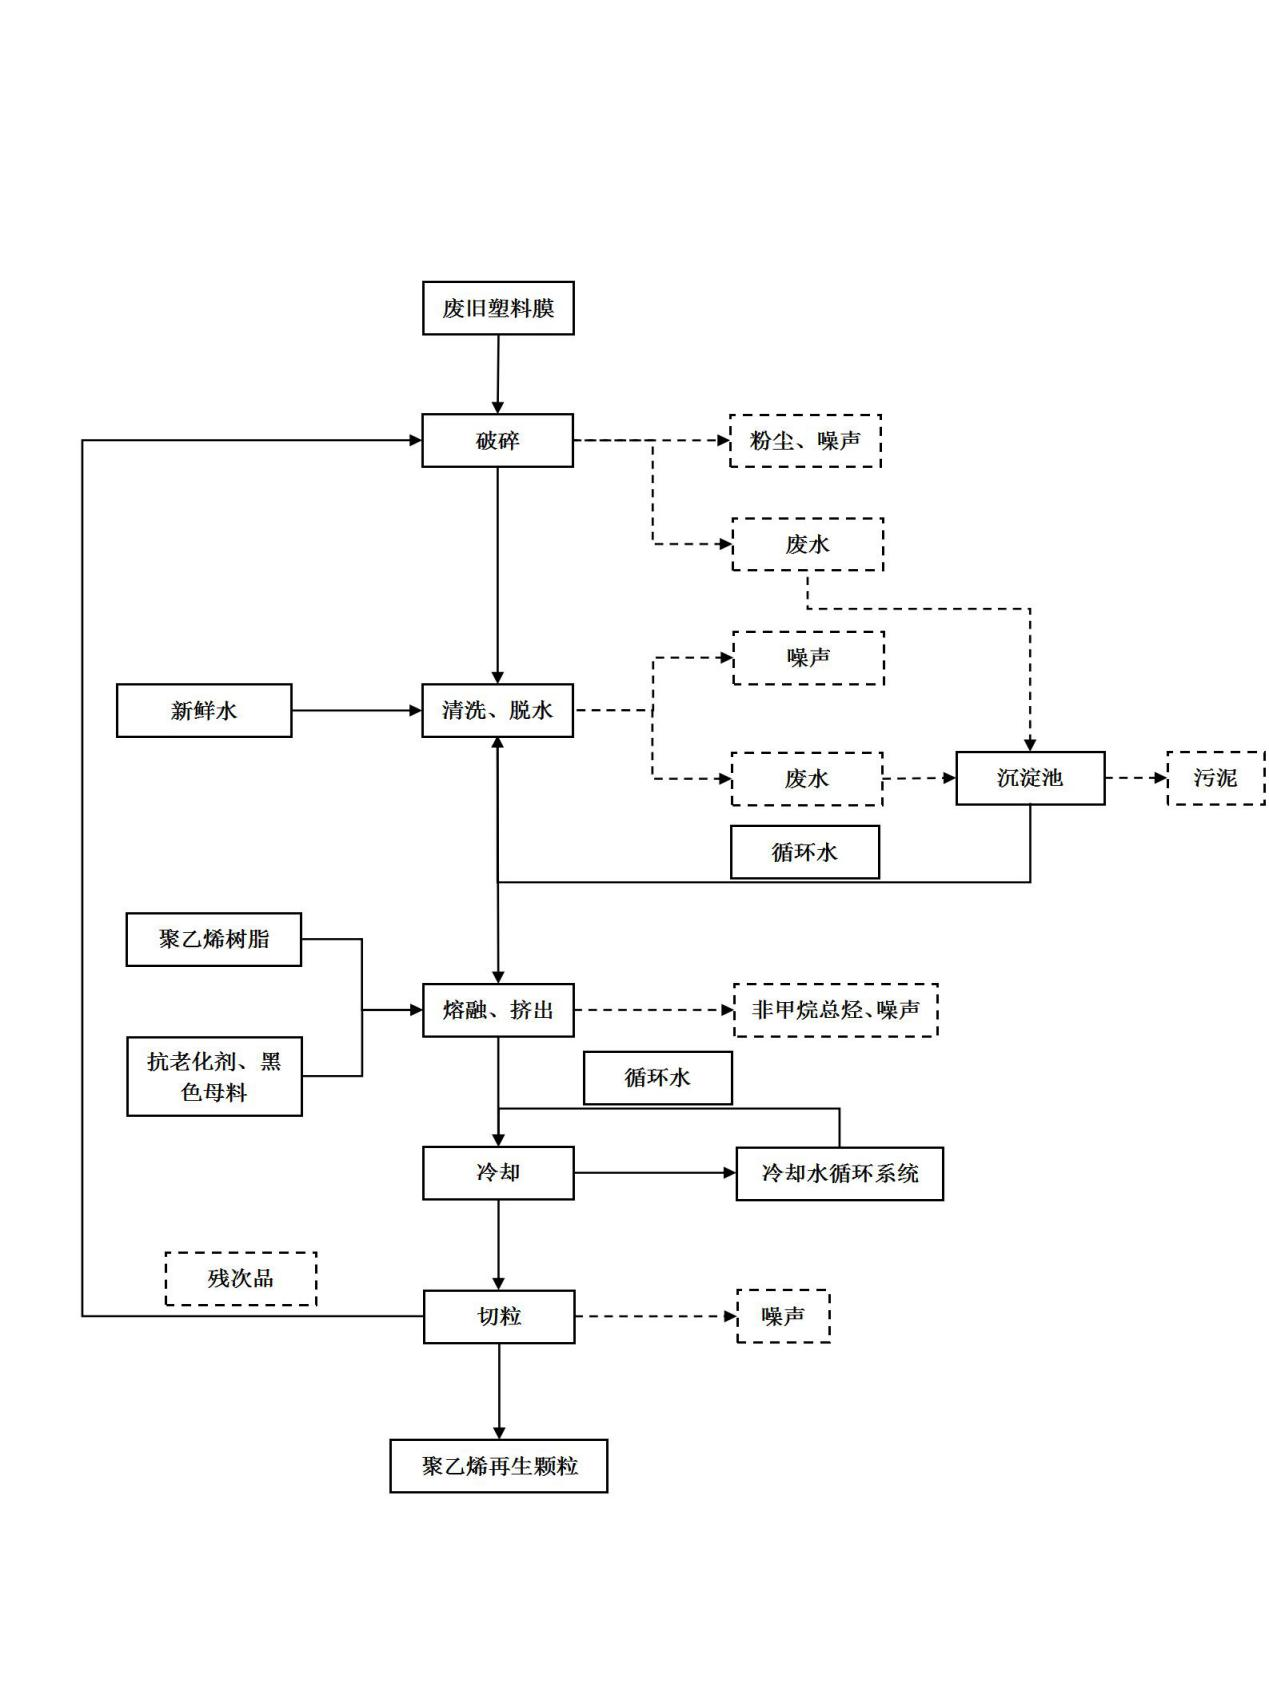 废旧塑料膜
破碎
粉尘、噪声
废水
噪声
新鲜水
清洗、脱水
废水
沉淀池
污泥
循环水
聚乙烯树脂
熔融、挤出
非甲烷总烃、噪声
抗老化剂、黑
色母料
循环水
冷却
冷却水循环系统
残次品
切粒
噪声
聚乙烯再生颗粒